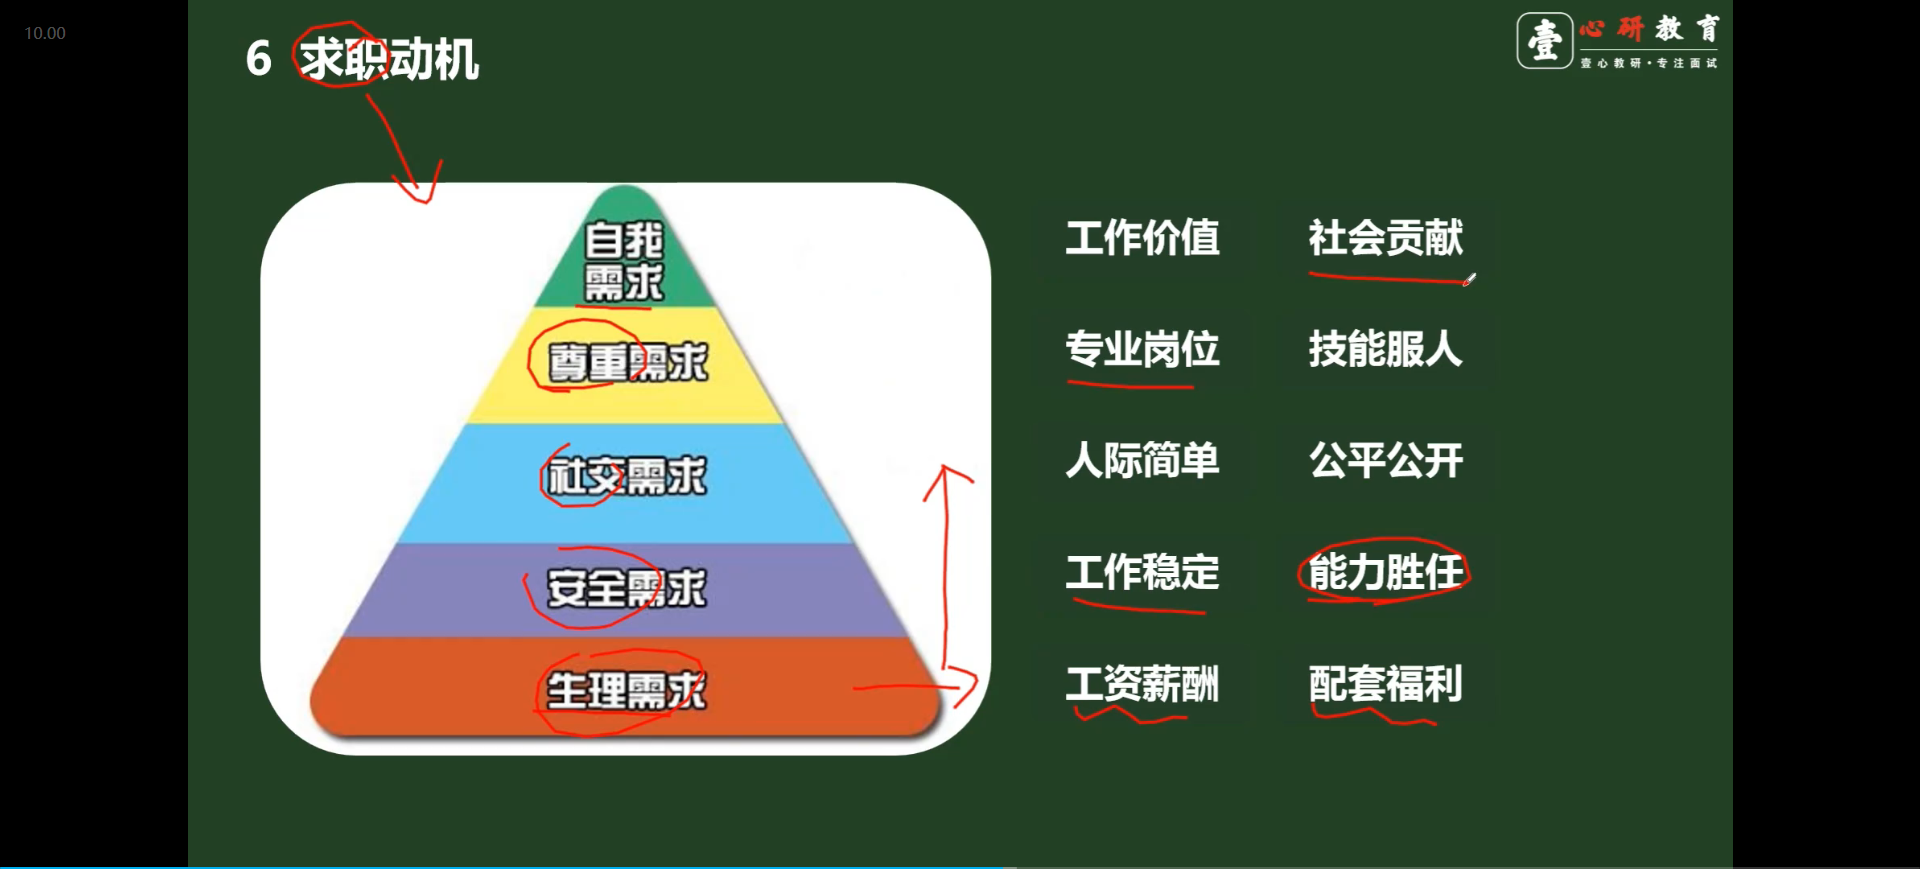 10.00
6 求职动机
壹 心研教育
壹心教研·专注面试
自我
需求
尊重需求
社交需求
安全需求
生理需求
工作价值 社会贡献
专业岗位 技能服人
人际简单 公平公开
工作稳定 能力胜任
工资薪酬 配套福利